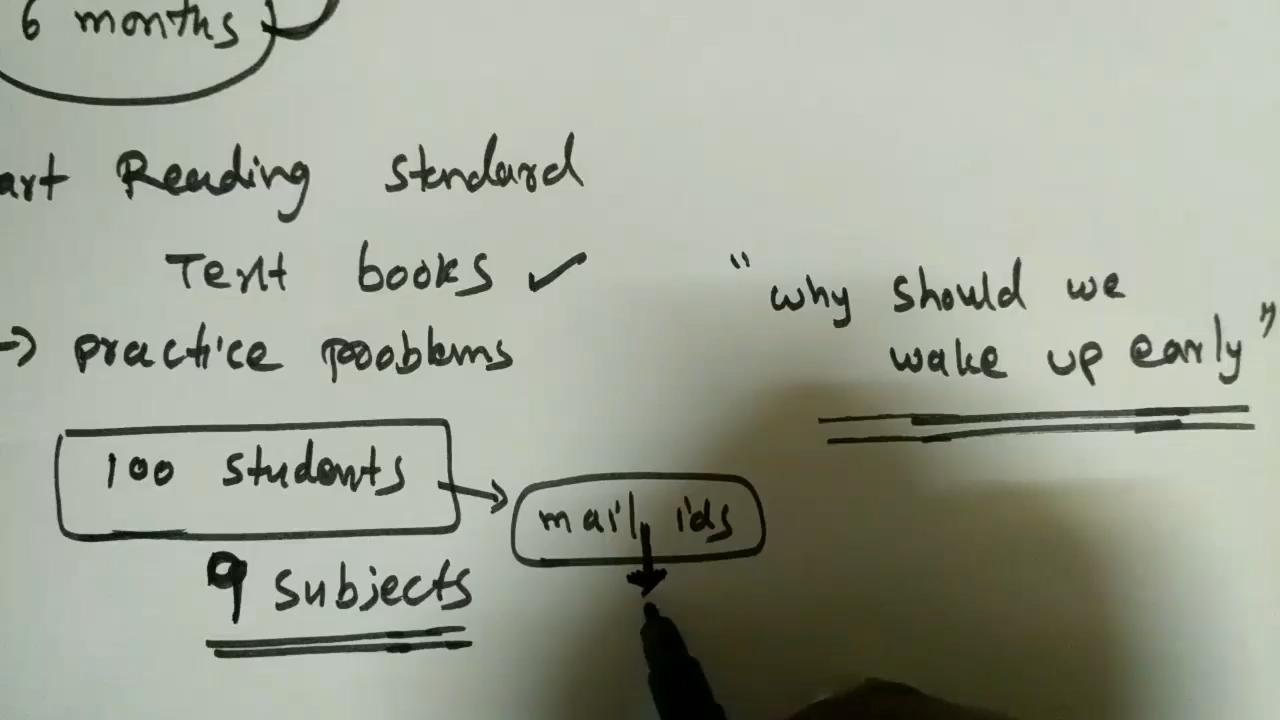 6 months
art Reading standard
Text books ✓
→ practice problems
"why should we
wake up early"
100 students →
mail ids
9 subjects